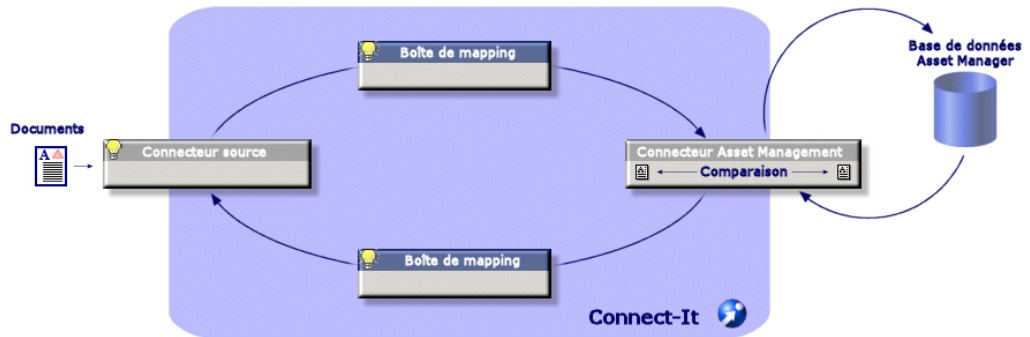 Boîte de mapping
Base de données
Asset Manager
Documents
A
Connecteur source
Connecteur Asset Management
Comparaison
Boîte de mapping
Connect-It